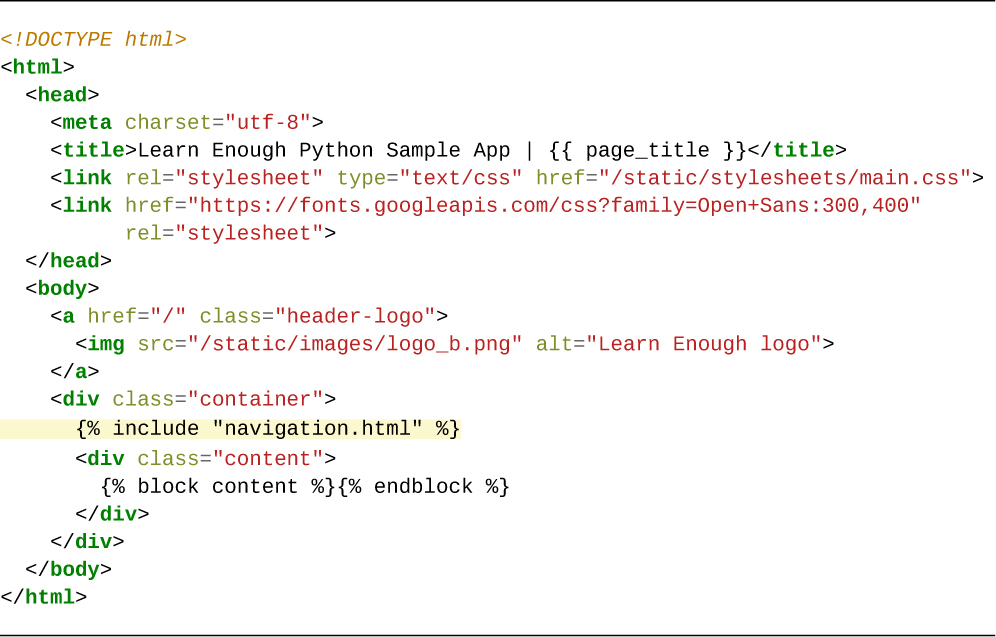 <!DOCTYPE html>
<html>
  <head>
    <meta charset="utf-8">
    <title>Learn Enough Python Sample App | {{ page_title }}</title>
    <link rel="stylesheet" type="text/css" href="/static/stylesheets/main.css">
    <link href="https://fonts.googleapis.com/css?family=Open+Sans:300,400"
          rel="stylesheet">
  </head>
  <body>
    <a href="/" class="header-logo">
      <img src="/static/images/logo_b.png" alt="Learn Enough logo">
    </a>
    <div class="container">
      {% include "navigation.html" %}
      <div class="content">
        {% block content %}{% endblock %}
      </div>
    </div>
  </body>
</html>